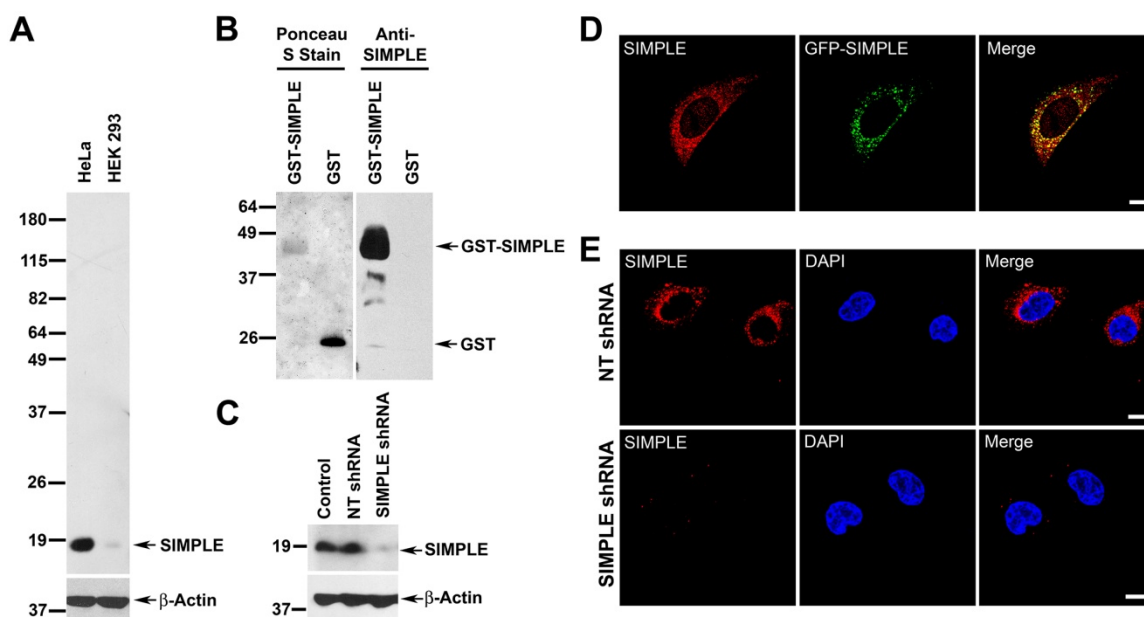 A
HeLa
HEK 293
180
115
82
64
49
37
26
19
SIMPLE
β-Actin
37
B
Ponceau
S Stain
Anti-
SIMPLE
GST-SIMPLE
GST
GST-SIMPLE
GST
64
49
37
26
GST-SIMPLE
GST
C
Control
NT shRNA
SIMPLE shRNA
19
SIMPLE
37
β-Actin
D
SIMPLE
GFP-SIMPLE
Merge
E
NT shRNA
SIMPLE
DAPI
Merge
SIMPLE shRNA
SIMPLE
DAPI
Merge